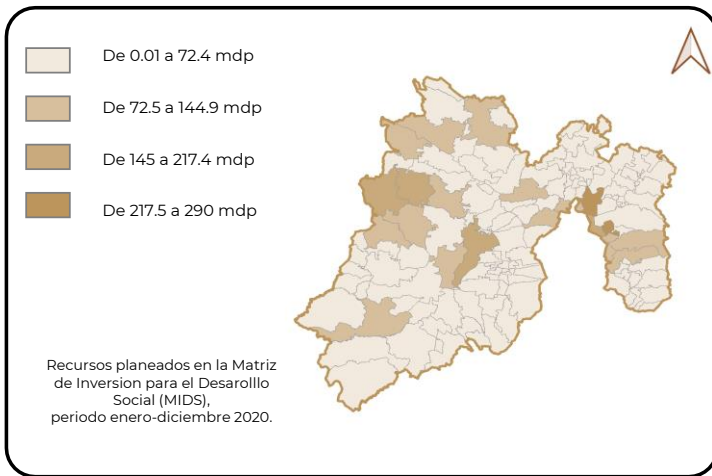 De 0.01 a 72.4 mdp
De 72.5 a 144.9 mdp
De 145 a 217.4 mdp
De 217.5 a 290 mdp
Recursos planeados en la Matriz
de Inversion para el Desarolllo
Social (MIDS),
periodo enero-diciembre 2020.